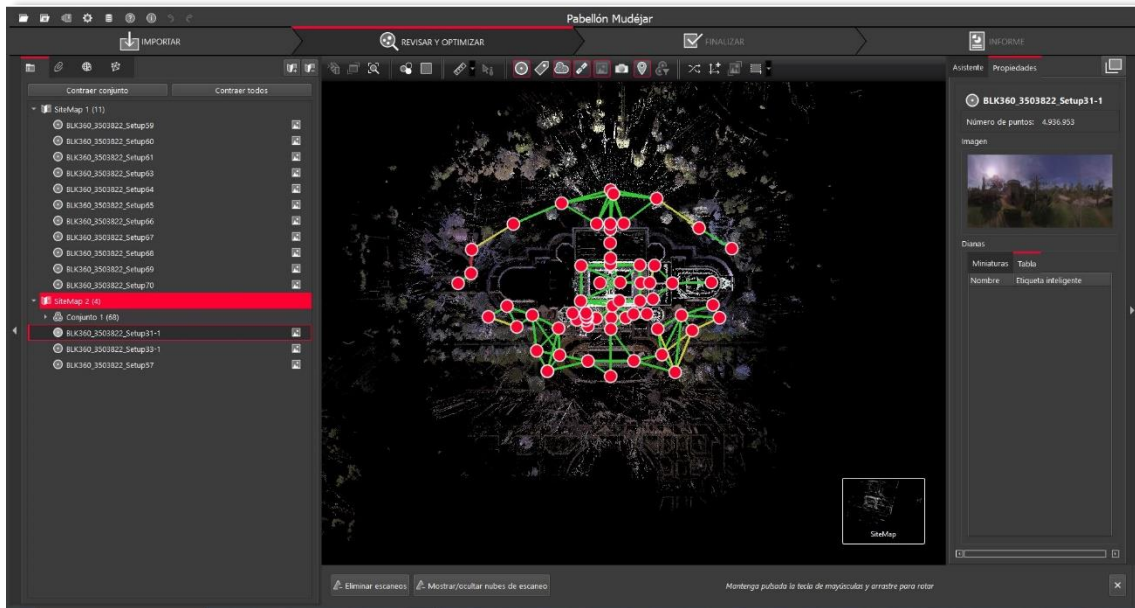 Pabellón Mudéjar
IMPORTAR
REVISAR Y OPTIMIZAR
FINALIZAR
INFORME
Contraer conjunto
Contraer todos
SiteMap 1 (11)
BLK360_3503822_Setup59
BLK360_3503822_Setup60
BLK360_3503822_Setup61
BLK360_3503822_Setup63
BLK360_3503822_Setup64
BLK360_3503822_Setup65
BLK360_3503822_Setup66
BLK360_3503822_Setup67
BLK360_3503822_Setup68
BLK360_3503822_Setup69
BLK360_3503822_Setup70
SiteMap 2 (4)
Conjunto 1 (68)
BLK360_3503822_Setup31-1
BLK360_3503822_Setup33-1
BLK360_3503822_Setup57
SiteMap
Eliminar escaneos
Mostrar/ocultar nubes de escaneo
Mantenga pulsada la tecla de mayúsculas y arrastre para rotar
Asistente
Propiedades
BLK360_3503822_Setup31-1
Número de puntos: 4.936.953
Imagen
Dianas
Miniaturas
Tabla
Nombre
Etiqueta inteligente